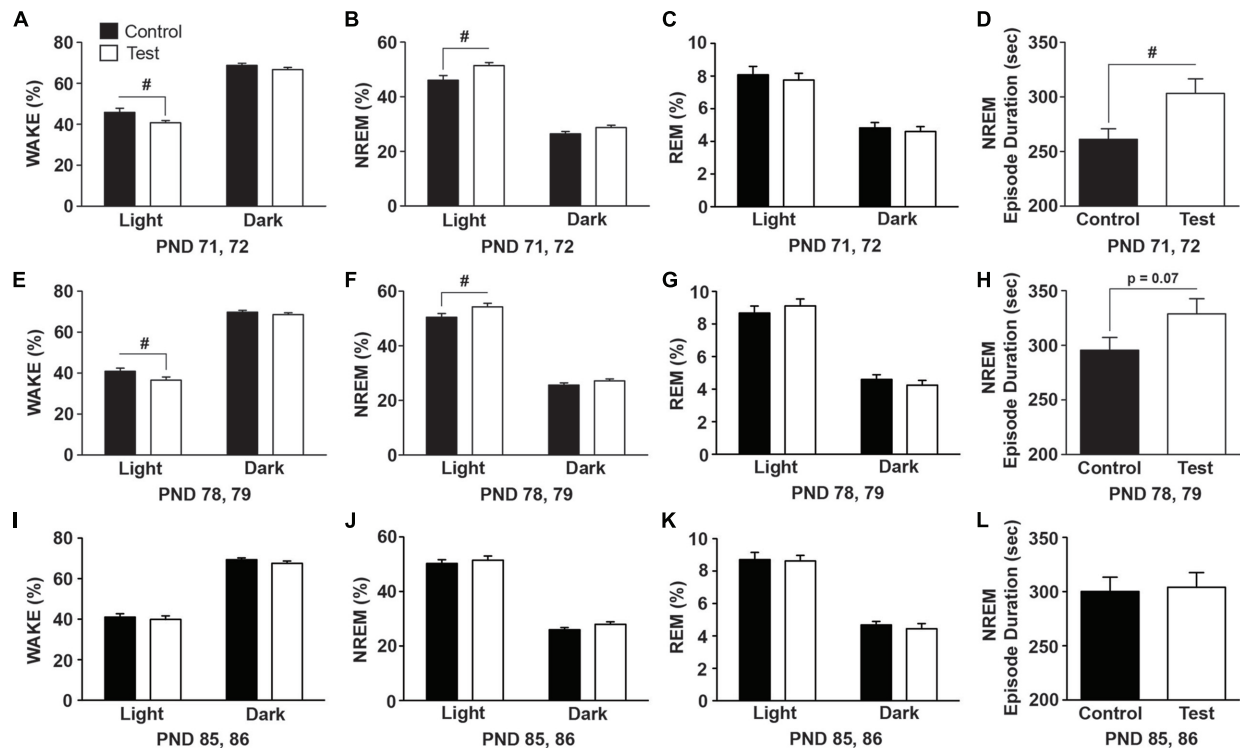 A
Control
Test
WAKE (%)
80
60
40
20
0
#
Light Dark
PND 71, 72
B
NREM (%)
60
40
20
0
#
Light Dark
PND 71, 72
C
REM (%)
10
8
6
4
2
0
Light Dark
PND 71, 72
D
NREM
Episode Duration (sec)
350
300
250
200
#
Control Test
PND 71, 72
E
WAKE (%)
80
60
40
20
0
#
Light Dark
PND 78, 79
F
NREM (%)
60
40
20
0
#
Light Dark
PND 78, 79
G
REM (%)
10
8
6
4
2
0
Light Dark
PND 78, 79
H
NREM
Episode Duration (sec)
350
300
250
200
p = 0.07
Control Test
PND 78, 79
I
WAKE (%)
80
60
40
20
0
Light Dark
PND 85, 86
J
NREM (%)
60
40
20
0
Light Dark
PND 85, 86
K
REM (%)
10
8
6
4
2
0
Light Dark
PND 85, 86
L
NREM
Episode Duration (sec)
350
300
250
200
Control Test
PND 85, 86